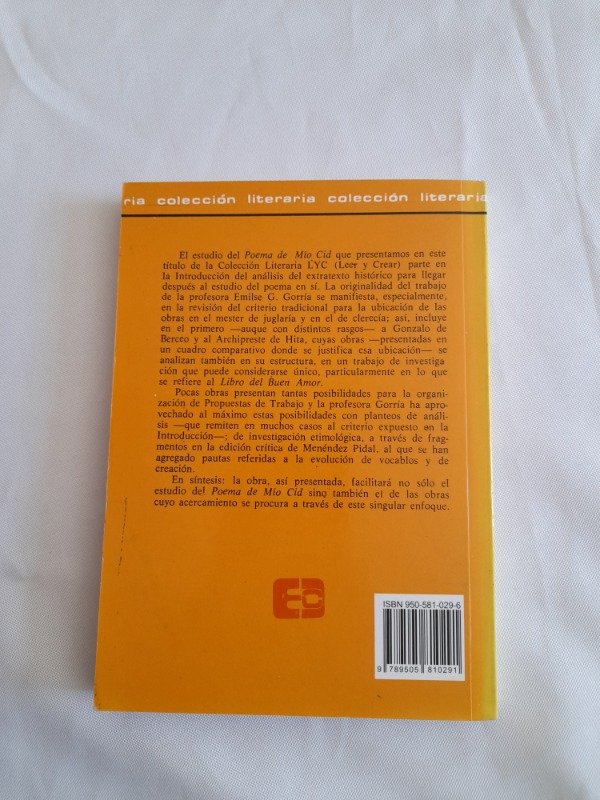 ria colección literaria colección literaria
El estudio del Poema de Mio Cid que presentamos en este
título de la Colección Literaria LYC (Leer y Crear) parte en
la Introducción del análisis del extratexto histórico para llegar
después al estudio del poema en sí. La originalidad del trabajo
de la profesora Emilse G. Gorría se manifiesta, especialmente,
en la revisión del criterio tradicional para la ubicación de las
obras en el mester de juglaría y en el de clerecía; así, incluye
en el primero —auque con distintos rasgos— a Gonzalo de
Berceo y al Archipreste de Hita, cuyas obras —presentadas en
un cuadro comparativo donde se justifica esa ubicación— se
analizan también en su estructura, en un trabajo de investiga-
ción que puede considerarse único, particularmente en lo que
se refiere al Libro del Buen Amor.
Pocas obras presentan tantas posibilidades para la organi-
zación de Propuestas de Trabajo y la profesora Gorría ha apro-
vechado al máximo estas posibilidades con planteos de análi-
sis —que remiten en muchos casos al criterio expuesto en la
Introducción—; de investigación etimológica, a través de frag-
mentos en la edición crítica de Menéndez Pidal, al que se han
agregado pautas referidas a la evolución de vocablos y de
creación.
En síntesis: la obra, así presentada, facilitará no sólo el
estudio del Poema de Mio Cid sino también el de las obras
cuyo acercamiento se procura a través de este singular enfoque.
EC
ISBN 950-581-029-6
9 789505 810291